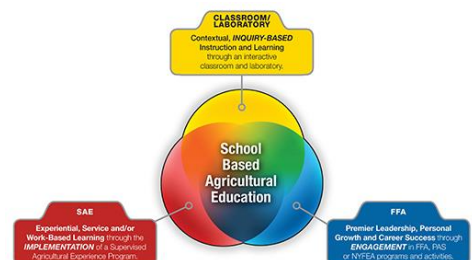 CLASSROOM/
LABORATORY
Contextual, INQUIRY-BASED
Instruction and Learning
through an interactive
classroom and laboratory.
School
Based
Agricultural
Education
SAE
Experiential, Service and/or
Work-Based Learning through the
IMPLEMENTATION of a Supervised
Agricultural Experience Program.
FFA
Premier Leadership, Personal
Growth and Career Success through
ENGAGEMENT in FFA, PAS
or NYFEA programs and activities.